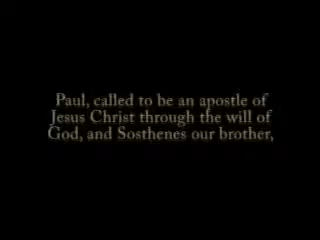 Paul, called to be an apostle of
Jesus Christ through the will of
God, and Sosthenes our brother,